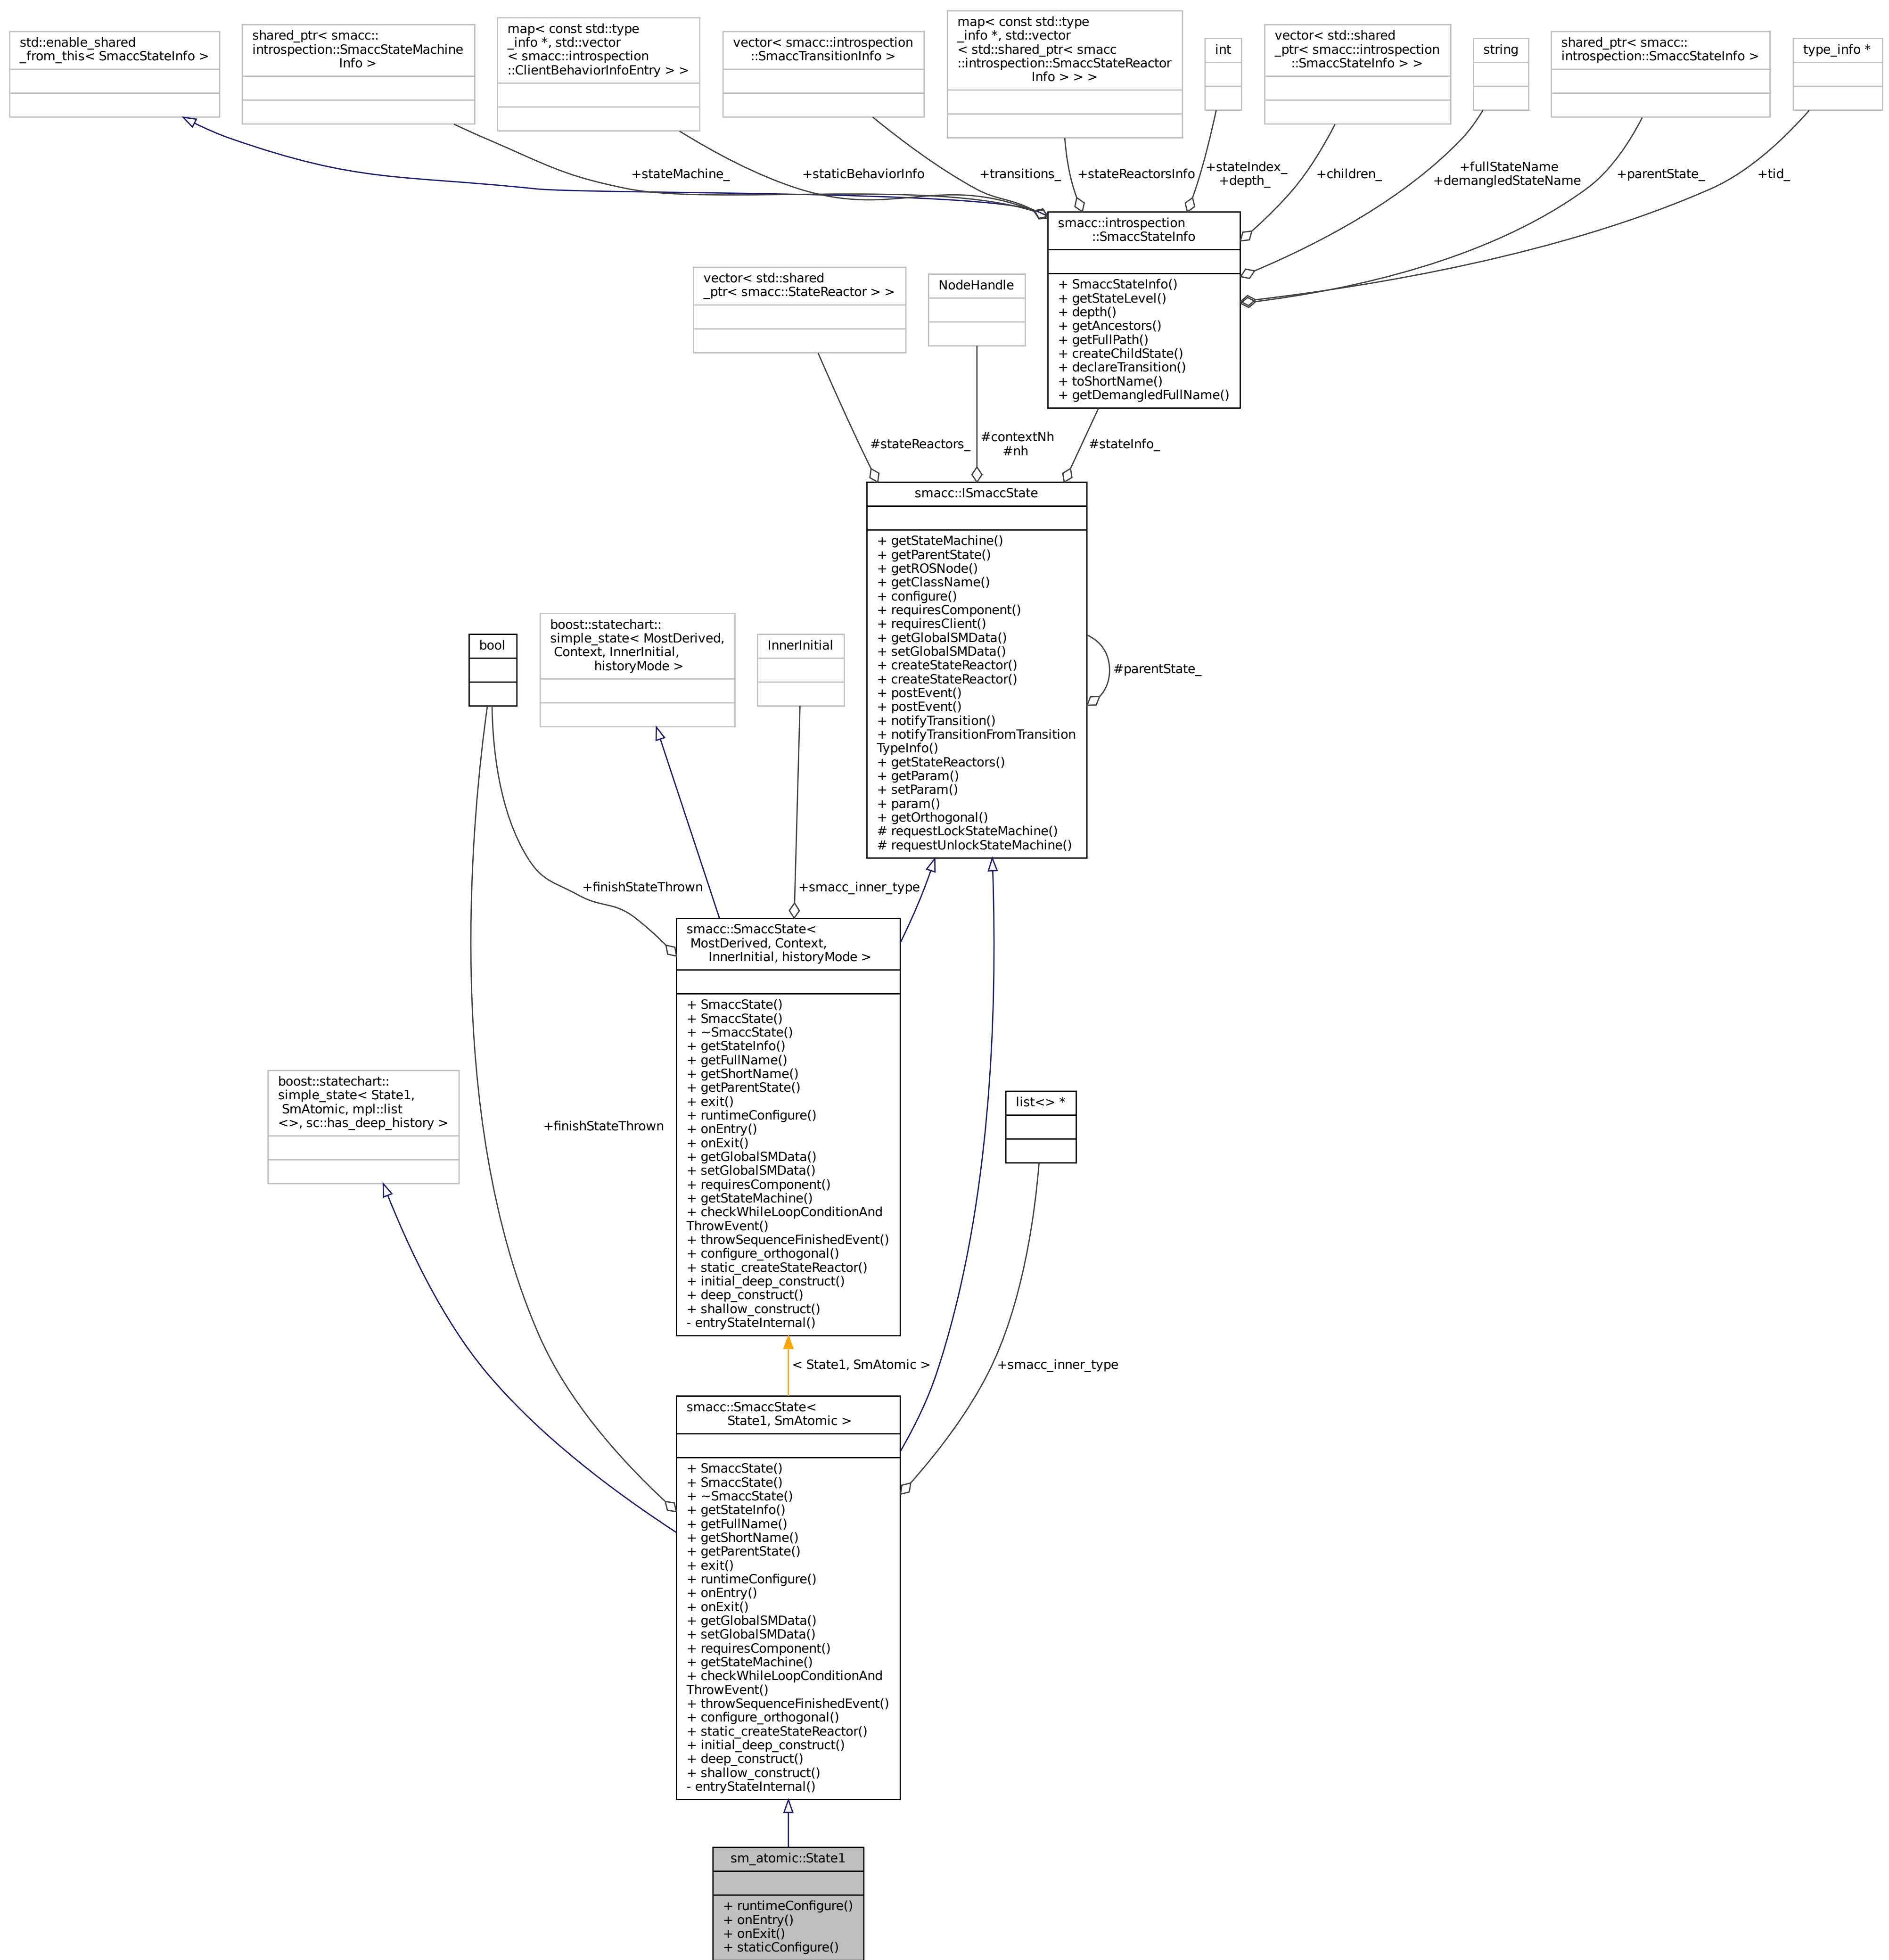 std::enable_shared
_from_this< SmaccStateInfo >
shared_ptr< smacc::
introspection::SmaccStateMachine
Info >
map< const std::type
_info *, std::vector
< smacc::introspection
::ClientBehaviorInfoEntry > >
vector< smacc::introspection
::SmaccTransitionInfo >
map< const std::type
_info *, std::vector
< std::shared_ptr< smacc
::introspection::SmaccStateReactor
Info > > >
int
vector< std::shared
_ptr< smacc::introspection
::SmaccStateInfo > >
string
shared_ptr< smacc::
introspection::SmaccStateInfo >
type_info *
+stateMachine_
+staticBehaviorInfo
+transitions_
+stateReactorsInfo
+stateIndex_
+depth_
+children_
+fullStateName
+demangledStateName
+parentState_
+tid_
smacc::introspection
::SmaccStateInfo
+ SmaccStateInfo()
+ getStateLevel()
+ depth()
+ getAncestors()
+ getFullPath()
+ createChildState()
+ declareTransition()
+ toShortName()
+ getDemangledFullName()
vector< std::shared
_ptr< smacc::StateReactor > >
NodeHandle
#stateReactors_
#contextNh
#nh
#stateInfo_
smacc::ISmaccState
+ getStateMachine()
+ getParentState()
+ getROSNode()
+ getClassName()
+ configure()
+ requiresComponent()
+ requiresClient()
+ getGlobalSMData()
+ setGlobalSMData()
+ createStateReactor()
+ createStateReactor()
+ postEvent()
+ postEvent()
+ notifyTransition()
+ notifyTransitionFromTransition
TypeInfo()
+ getStateReactors()
+ getParam()
+ setParam()
+ param()
+ getOrthogonal()
# requestLockStateMachine()
# requestUnlockStateMachine()
#parentState_
bool
boost::statechart::
simple_state< MostDerived,
Context, InnerInitial,
historyMode >
InnerInitial
+finishStateThrown
+smacc_inner_type
smacc::SmaccState<
MostDerived, Context,
InnerInitial, historyMode >
+ SmaccState()
+ SmaccState()
+ ~SmaccState()
+ getStateInfo()
+ getFullName()
+ getShortName()
+ getParentState()
+ exit()
+ runtimeConfigure()
+ onEntry()
+ onExit()
+ getGlobalSMData()
+ setGlobalSMData()
+ requiresComponent()
+ getStateMachine()
+ checkWhileLoopConditionAnd
ThrowEvent()
+ throwSequenceFinishedEvent()
+ configure_orthogonal()
+ static_createStateReactor()
+ initial_deep_construct()
+ deep_construct()
+ shallow_construct()
- entryStateInternal()
boost::statechart::
simple_state< State1,
SmAtomic, mpl::list
<>, sc::has_deep_history >
+finishStateThrown
list<> *
< State1, SmAtomic >
+smacc_inner_type
smacc::SmaccState<
State1, SmAtomic >
+ SmaccState()
+ SmaccState()
+ ~SmaccState()
+ getStateInfo()
+ getFullName()
+ getShortName()
+ getParentState()
+ exit()
+ runtimeConfigure()
+ onEntry()
+ onExit()
+ getGlobalSMData()
+ setGlobalSMData()
+ requiresComponent()
+ getStateMachine()
+ checkWhileLoopConditionAnd
ThrowEvent()
+ throwSequenceFinishedEvent()
+ configure_orthogonal()
+ static_createStateReactor()
+ initial_deep_construct()
+ deep_construct()
+ shallow_construct()
- entryStateInternal()
sm_atomic::State1
+ runtimeConfigure()
+ onEntry()
+ onExit()
+ staticConfigure()